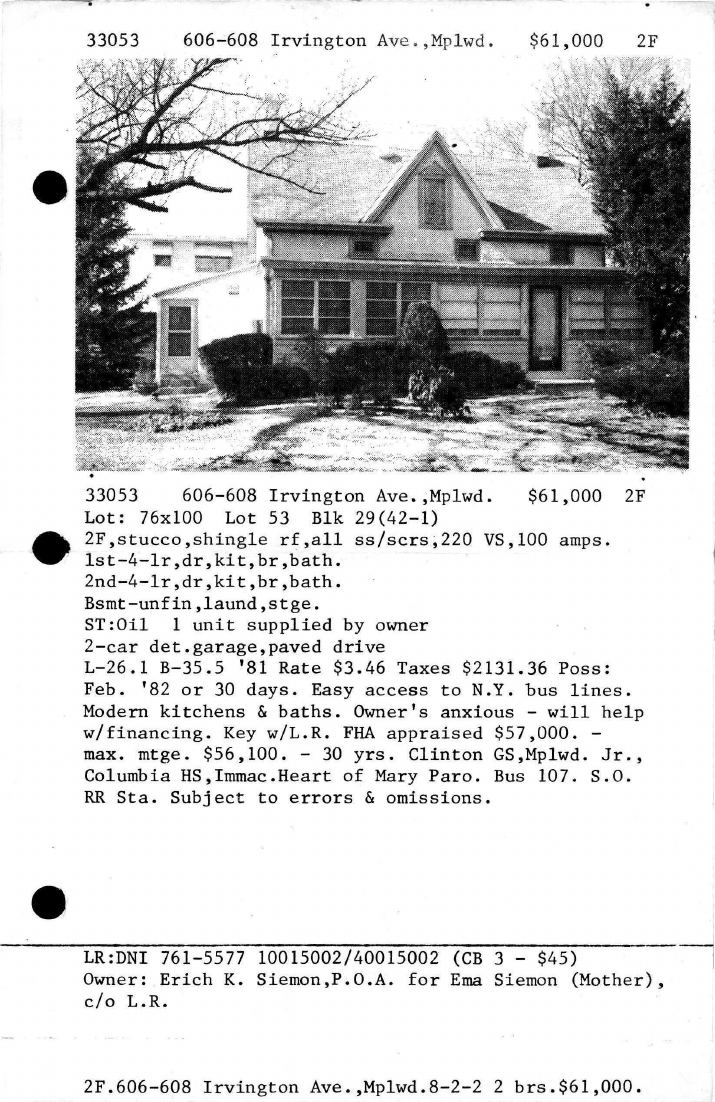 33053 606-608 Irvington Ave.,Mplwd. $61,000 2F
33053 606-608 Irvington Ave.,Mplwd. $61,000 2F
Lot: 76x100 Lot 53 Blk 29(42-1)
2F,stucco,shingle rf,all ss/scrs,220 VS,100 amps.
1st-4-lr,dr,kit,br,bath.
2nd-4-lr,dr,kit,br,bath.
Bsmt-unfin,laund,stge.
ST:Oil 1 unit supplied by owner
2-car det.garage,paved drive
L-26.1 B-35.5 '81 Rate $3.46 Taxes $2131.36 Poss:
Feb. '82 or 30 days. Easy access to N.Y. bus lines.
Modern kitchens & baths. Owner's anxious - will help
w/financing. Key w/L.R. FHA appraised $57,000. -
max. mtge. $56,100. - 30 yrs. Clinton GS,Mplwd. Jr.,
Columbia HS,Immac.Heart of Mary Paro. Bus 107. S.O.
RR Sta. Subject to errors & omissions.
LR:DNI 761-5577 10015002/40015002 (CB 3 - $45)
Owner: Erich K. Siemon,P.O.A. for Ema Siemon (Mother),
c/o L.R.
2F.606-608 Irvington Ave.,Mplwd.8-2-2 2 brs.$61,000.